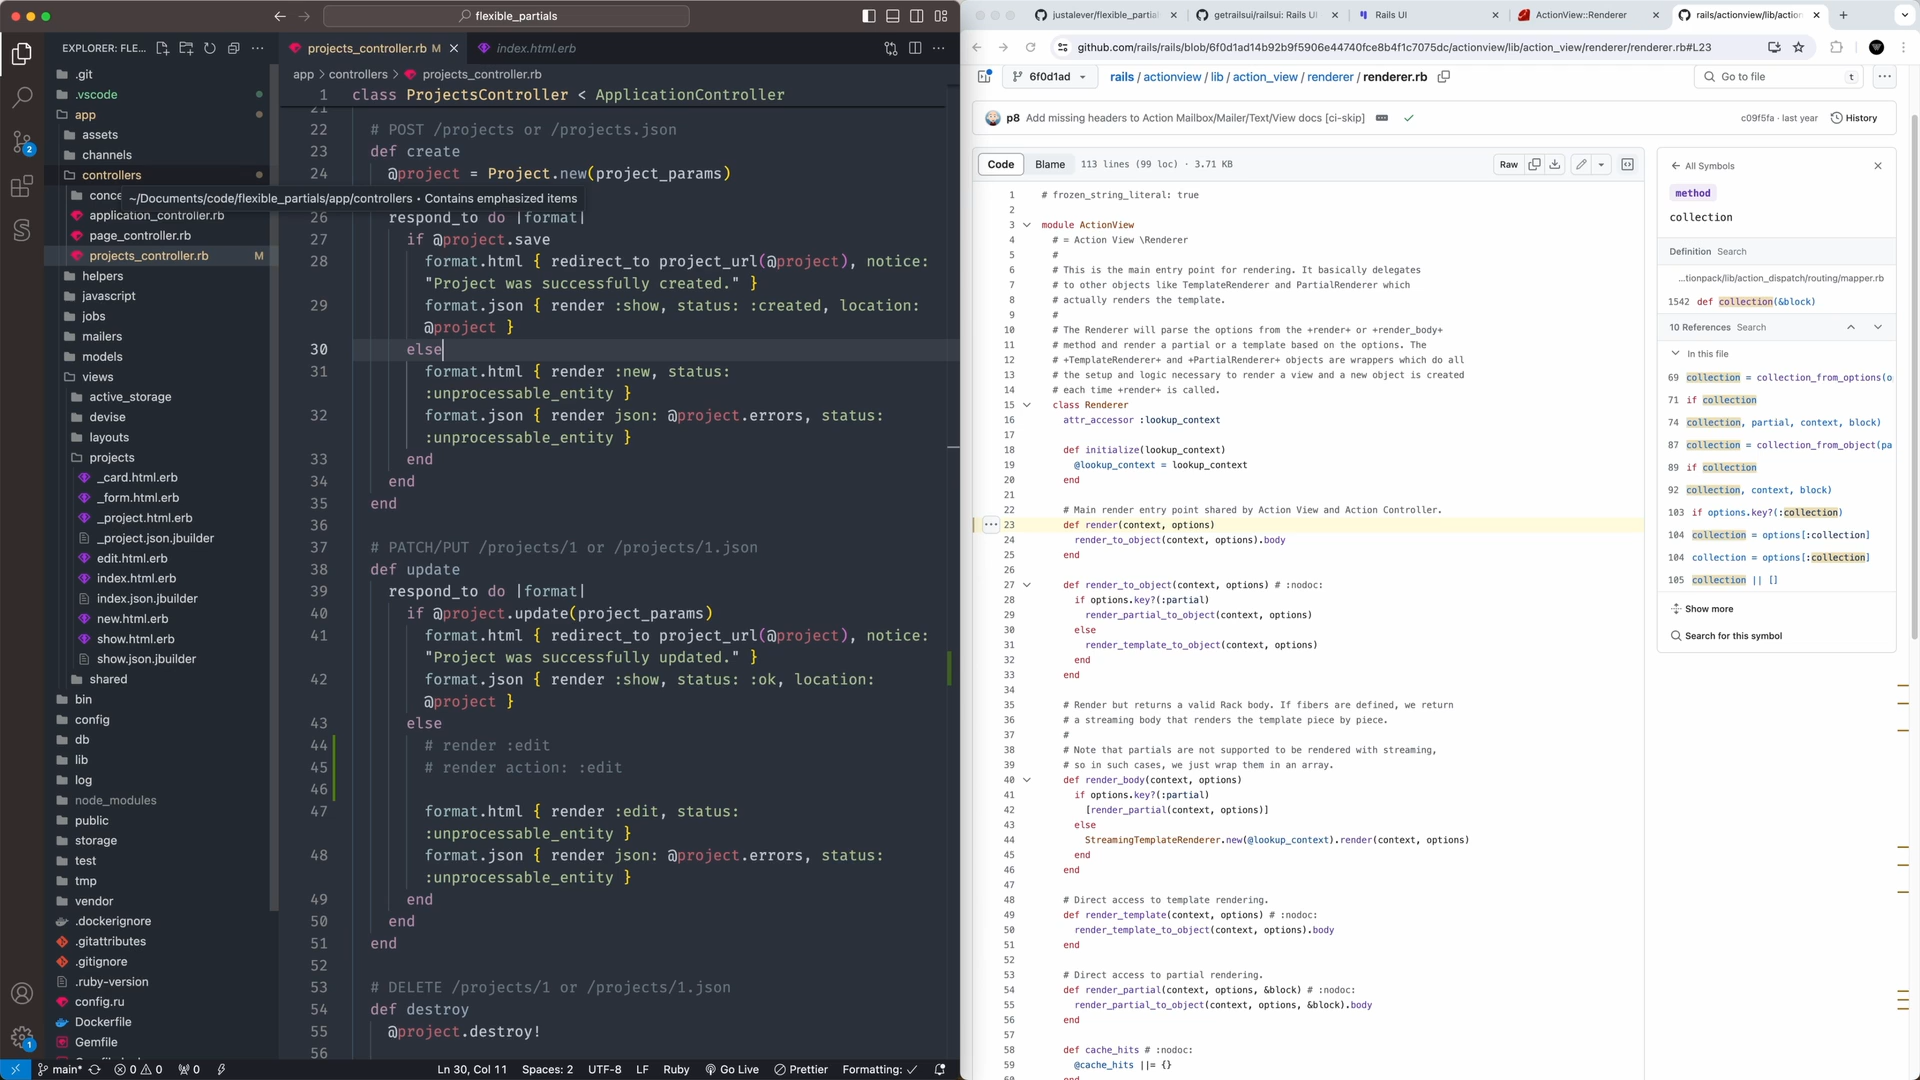 flexible_partials
EXPLORER: FLE...
.git
.vscode
app
assets
channels
controllers
conce
~/Documents/code/flexible_partials/app/controllers • Contains emphasized items
application_controller.rb
page_controller.rb
projects_controller.rb M
helpers
javascript
jobs
mailers
models
views
active_storage
devise
layouts
projects
_card.html.erb
_form.html.erb
_project.html.erb
_project.json.jbuilder
edit.html.erb
index.html.erb
index.json.jbuilder
new.html.erb
show.html.erb
show.json.jbuilder
shared
bin
config
db
lib
log
node_modules
public
storage
test
tmp
vendor
.dockerignore
.gitattributes
.gitignore
.ruby-version
config.ru
Dockerfile
Gemfile
2
1
projects_controller.rb M
index.html.erb
app > controllers > projects_controller.rb
1 class ProjectsController < ApplicationController
21
22 # POST /projects or /projects.json
23 def create
24 @project = Project.new(project_params)
26 respond_to do |format|
27 if @project.save
28 format.html { redirect_to project_url(@project), notice:
"Project was successfully created." }
29 format.json { render :show, status: :created, location:
@project }
30 else
31 format.html { render :new, status:
:unprocessable_entity }
32 format.json { render json: @project.errors, status:
:unprocessable_entity }
33 end
34 end
35 end
36
37 # PATCH/PUT /projects/1 or /projects/1.json
38 def update
39 respond_to do |format|
40 if @project.update(project_params)
41 format.html { redirect_to project_url(@project), notice:
"Project was successfully updated." }
42 format.json { render :show, status: :ok, location:
@project }
43 else
44 # render :edit
45 # render action: :edit
46
47 format.html { render :edit, status:
:unprocessable_entity }
48 format.json { render json: @project.errors, status:
:unprocessable_entity }
49 end
50 end
51 end
52
53 # DELETE /projects/1 or /projects/1.json
54 def destroy
55 @project.destroy!
56
main* 0 0 0
Ln 30, Col 11 Spaces: 2 UTF-8 LF Ruby Go Live Prettier Formatting:
justalever/flexible_partia
getrailsui/railsui: Rails UI
Rails UI
ActionView::Renderer
rails/actionview/lib/action
github.com/rails/rails/blob/6f0d1ad14b92b9f5906e44740fce8b4f1c7075dc/actionview/lib/action_view/renderer/renderer.rb#L23
6f0d1ad
rails / actionview / lib / action_view / renderer / renderer.rb
Go to file t
p8 Add missing headers to Action Mailbox/Mailer/Text/View docs [ci-skip]
c09f5fa · last year History
Code Blame 113 lines (99 loc) · 3.71 KB
Raw
1 # frozen_string_literal: true
2
3 module ActionView
4 # = Action View \Renderer
5 #
6 # This is the main entry point for rendering. It basically delegates
7 # to other objects like TemplateRenderer and PartialRenderer which
8 # actually renders the template.
9 #
10 # The Renderer will parse the options from the +render+ or +render_body+
11 # method and render a partial or a template based on the options. The
12 # +TemplateRenderer+ and +PartialRenderer+ objects are wrappers which do all
13 # the setup and logic necessary to render a view and a new object is created
14 # each time +render+ is called.
15 class Renderer
16 attr_accessor :lookup_context
17
18 def initialize(lookup_context)
19 @lookup_context = lookup_context
20 end
21
22 # Main render entry point shared by Action View and Action Controller.
23 def render(context, options)
24 render_to_object(context, options).body
25 end
26
27 def render_to_object(context, options) # :nodoc:
28 if options.key?(:partial)
29 render_partial_to_object(context, options)
30 else
31 render_template_to_object(context, options)
32 end
33 end
34
35 # Render but returns a valid Rack body. If fibers are defined, we return
36 # a streaming body that renders the template piece by piece.
37 #
38 # Note that partials are not supported to be rendered with streaming,
39 # so in such cases, we just wrap them in an array.
40 def render_body(context, options)
41 if options.key?(:partial)
42 [render_partial(context, options)]
43 else
44 StreamingTemplateRenderer.new(@lookup_context).render(context, options)
45 end
46 end
47
48 # Direct access to template rendering.
49 def render_template(context, options) # :nodoc:
50 render_template_to_object(context, options).body
51 end
52
53 # Direct access to partial rendering.
54 def render_partial(context, options, &block) # :nodoc:
55 render_partial_to_object(context, options, &block).body
56 end
57
58 def cache_hits # :nodoc:
59 @cache_hits ||= {}
All Symbols
method
collection
Definition Search
...tionpack/lib/action_dispatch/routing/mapper.rb
1542 def collection(&block)
10 References Search
In this file
69 collection = collection_from_options(o
71 if collection
74 collection, partial, context, block)
87 collection = collection_from_object(pa
89 if collection
92 collection, context, block)
103 if options.key?(:collection)
104 collection = options[:collection]
104 collection = options[:collection]
105 collection || []
Show more
Search for this symbol